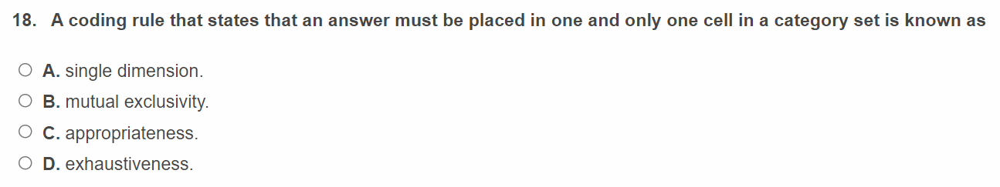 18. A coding rule that states that an answer must be placed in one and only one cell in a category set is known as
A. single dimension.
B. mutual exclusivity.
C. appropriateness.
D. exhaustiveness.